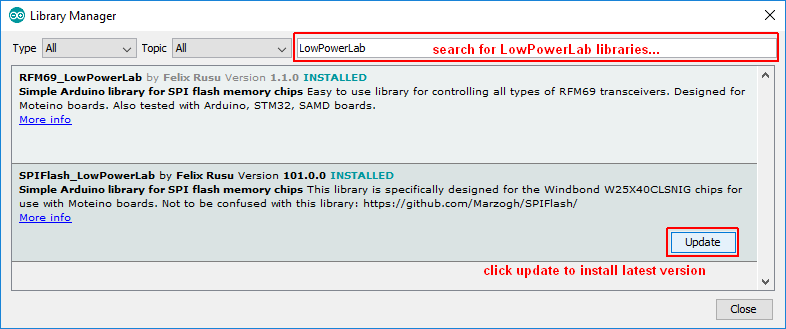 Library Manager
Type All Topic All LowPowerLab search for LowPowerLab libraries...
RFM69_LowPowerLab by Felix Rusu Version 1.1.0 INSTALLED
Simple Arduino library for SPI flash memory chips Easy to use library for controlling all types of RFM69 transceivers. Designed for
Moteino boards. Also tested with Arduino, STM32, SAMD boards.
More info
SPIFlash_LowPowerLab by Felix Rusu Version 101.0.0 INSTALLED
Simple Arduino library for SPI flash memory chips This library is specifically designed for the Windbond W25X40CLSNIG chips for
use with Moteino boards. Not to be confused with this library: https://github.com/Marzogh/SPIFlash/
More info
Update
click update to install latest version
Close